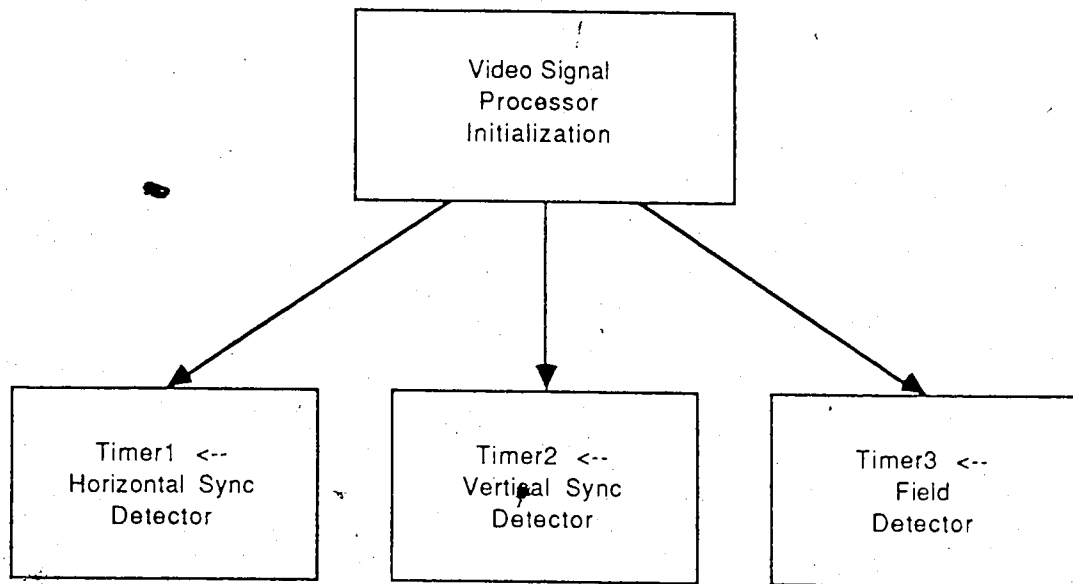 Video Signal
Processor
Initialization
Timer1 <--
Horizontal Sync
Detector
Timer2 <--
Vertical Sync
Detector
Timer3 <--
Field
Detector